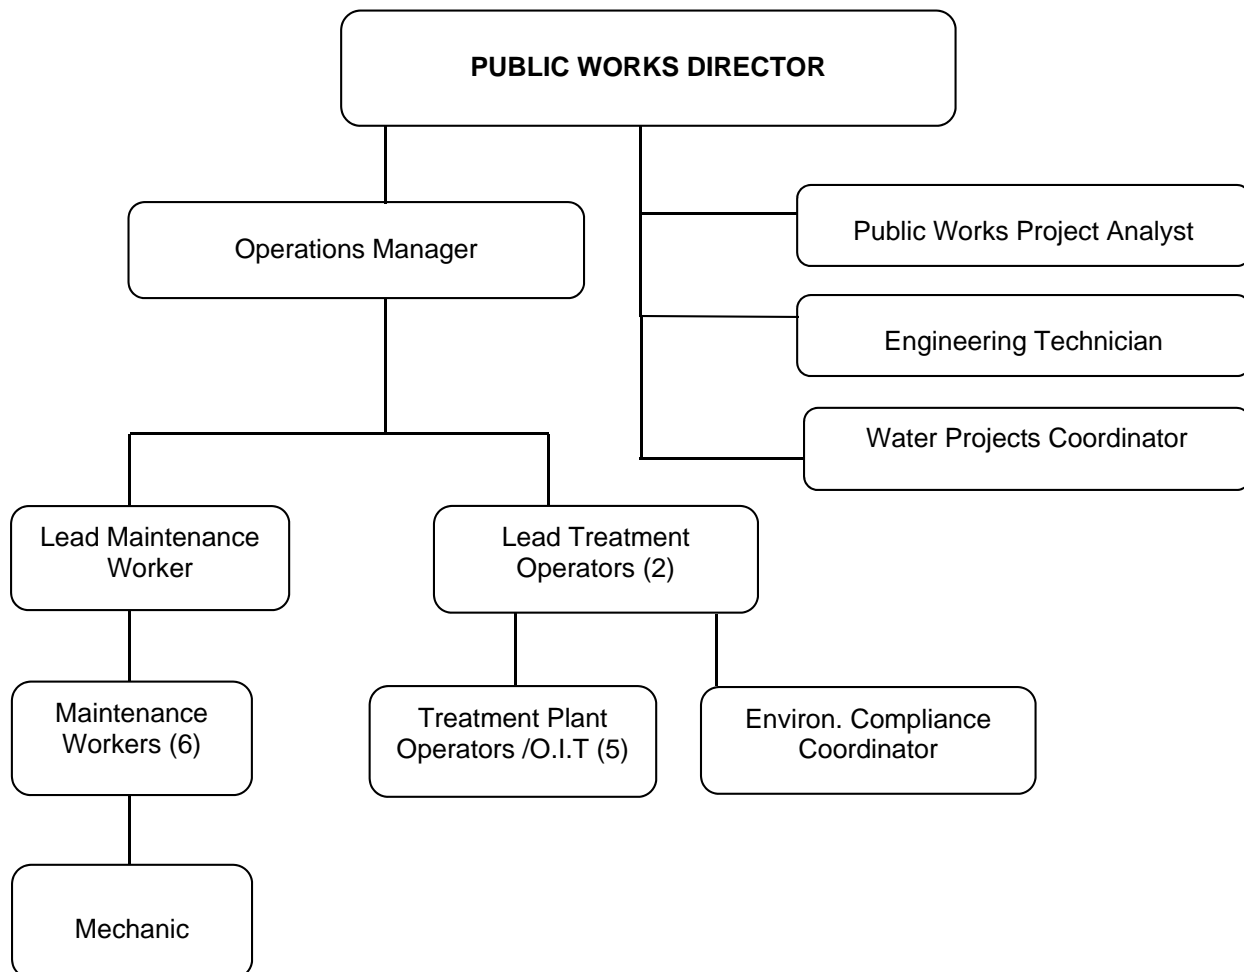 PUBLIC WORKS DIRECTOR
Operations Manager
Public Works Project Analyst
Engineering Technician
Water Projects Coordinator
Lead Maintenance
Worker
Lead Treatment
Operators (2)
Maintenance
Workers (6)
Treatment Plant
Operators /O.I.T (5)
Environ. Compliance
Coordinator
Mechanic